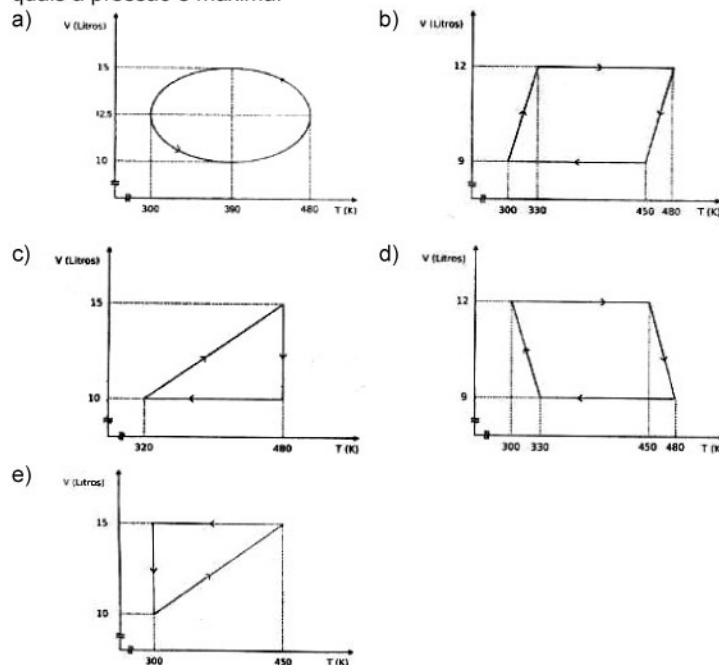 quais a pressão é máxima.
a)
V (Litros)
15
12.5
10
300
390
480
T (K)
b)
V (Litros)
12
9
300
330
450
480
T (K)
c)
V (Litros)
15
10
320
480
T (K)
d)
V (Litros)
12
9
300
330
450
480
T (K)
e)
V (Litros)
15
10
300
450
T (K)